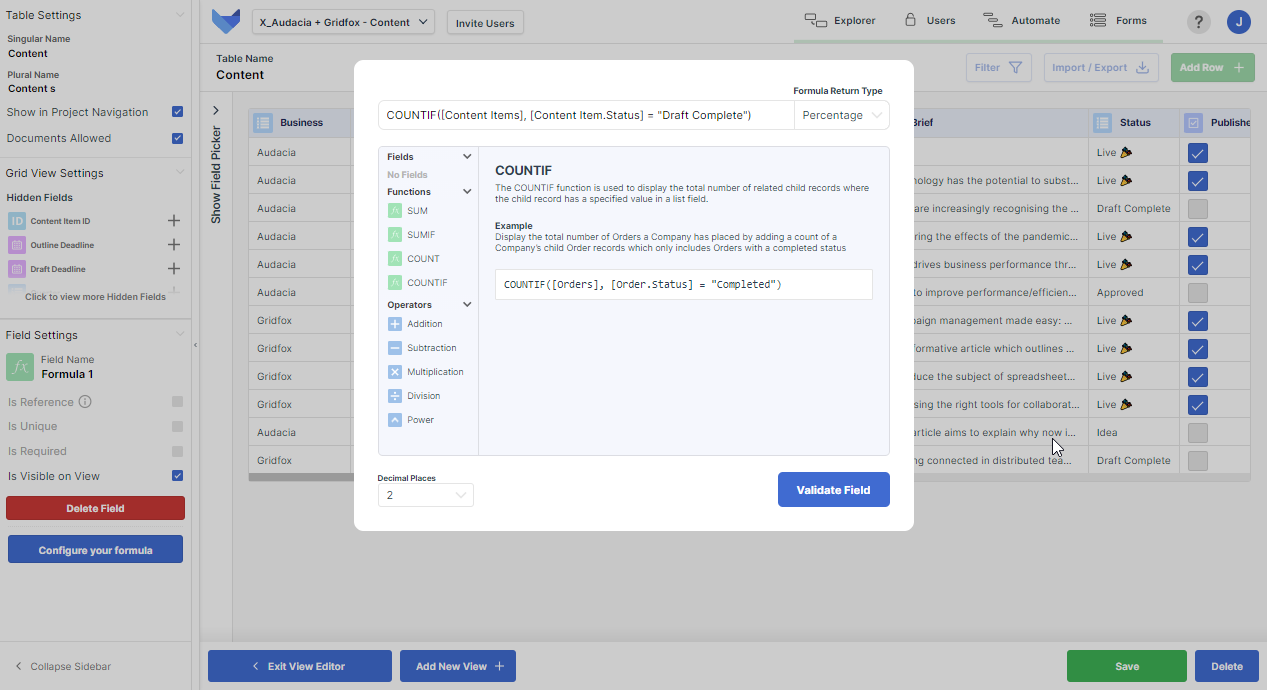 Table Settings
Singular Name
Content
Plural Name
Content s
Show in Project Navigation
Documents Allowed
Grid View Settings
Hidden Fields
ID Content Item ID
Outline Deadline
Draft Deadline
Click to view more Hidden Fields
Field Settings
fx Field Name
Formula 1
Is Reference
Is Unique
Is Required
Is Visible on View
Delete Field
Configure your formula
Collapse Sidebar
X_Audacia + Gridfox - Content
Invite Users
Explorer
Users
Automate
Forms
?
J
Table Name
Content
Filter
Import / Export
Add Row +
Show Field Picker
Business
Audacia
Audacia
Audacia
Audacia
Audacia
Audacia
Gridfox
Gridfox
Gridfox
Gridfox
Audacia
Gridfox
Formula Return Type
COUNTIF([Content Items], [Content Item.Status] = "Draft Complete")
Percentage
Fields
No Fields
Functions
fx SUM
fx SUMIF
fx COUNT
fx COUNTIF
Operators
Addition
Subtraction
Multiplication
Division
Power
COUNTIF
The COUNTIF function is used to display the total number of related child records where
the child record has a specified value in a list field.
Example
Display the total number of Orders a Company has placed by adding a count of a
Company's child Order records which only includes Orders with a completed status
COUNTIF([Orders], [Order.Status] = "Completed")
Decimal Places
2
Validate Field
Brief Status Publishe
Live
nology has the potential to subst... Live
are increasingly recognising the ... Draft Complete
ring the effects of the pandemic... Live
drives business performance thr... Live
to improve performance/efficien... Approved
aign management made easy: ... Live
formative article which outlines ... Live
duce the subject of spreadsheet... Live
sing the right tools for collaborat... Live
article aims to explain why now i... Idea
ng connected in distributed tea... Draft Complete
Exit View Editor
Add New View +
Save
Delete